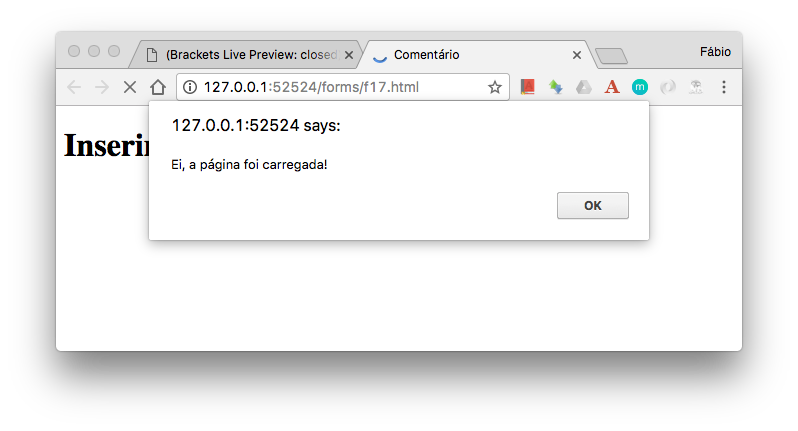 (Brackets Live Preview: closed
Comentário
Fábio
127.0.0.1:52524/forms/f17.html
A
m
127.0.0.1:52524 says:
Ei, a página foi carregada!
OK